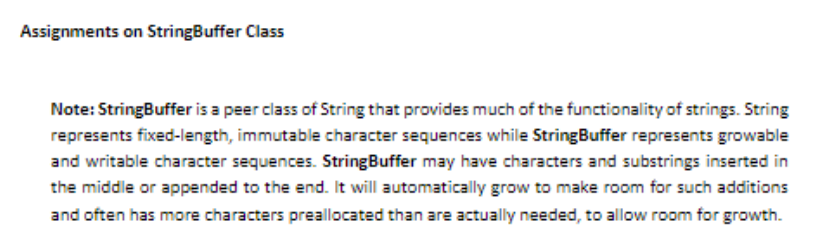 Assignments on StringBuffer Class
Note: StringBuffer is a peer class of String that provides much of the functionality of strings. String
represents fixed-length, immutable character sequences while StringBuffer represents growable
and writable character sequences. StringBuffer may have characters and substrings inserted in
the middle or appended to the end. It will automatically grow to make room for such additions
and often has more characters preallocated than are actually needed, to allow room for growth.